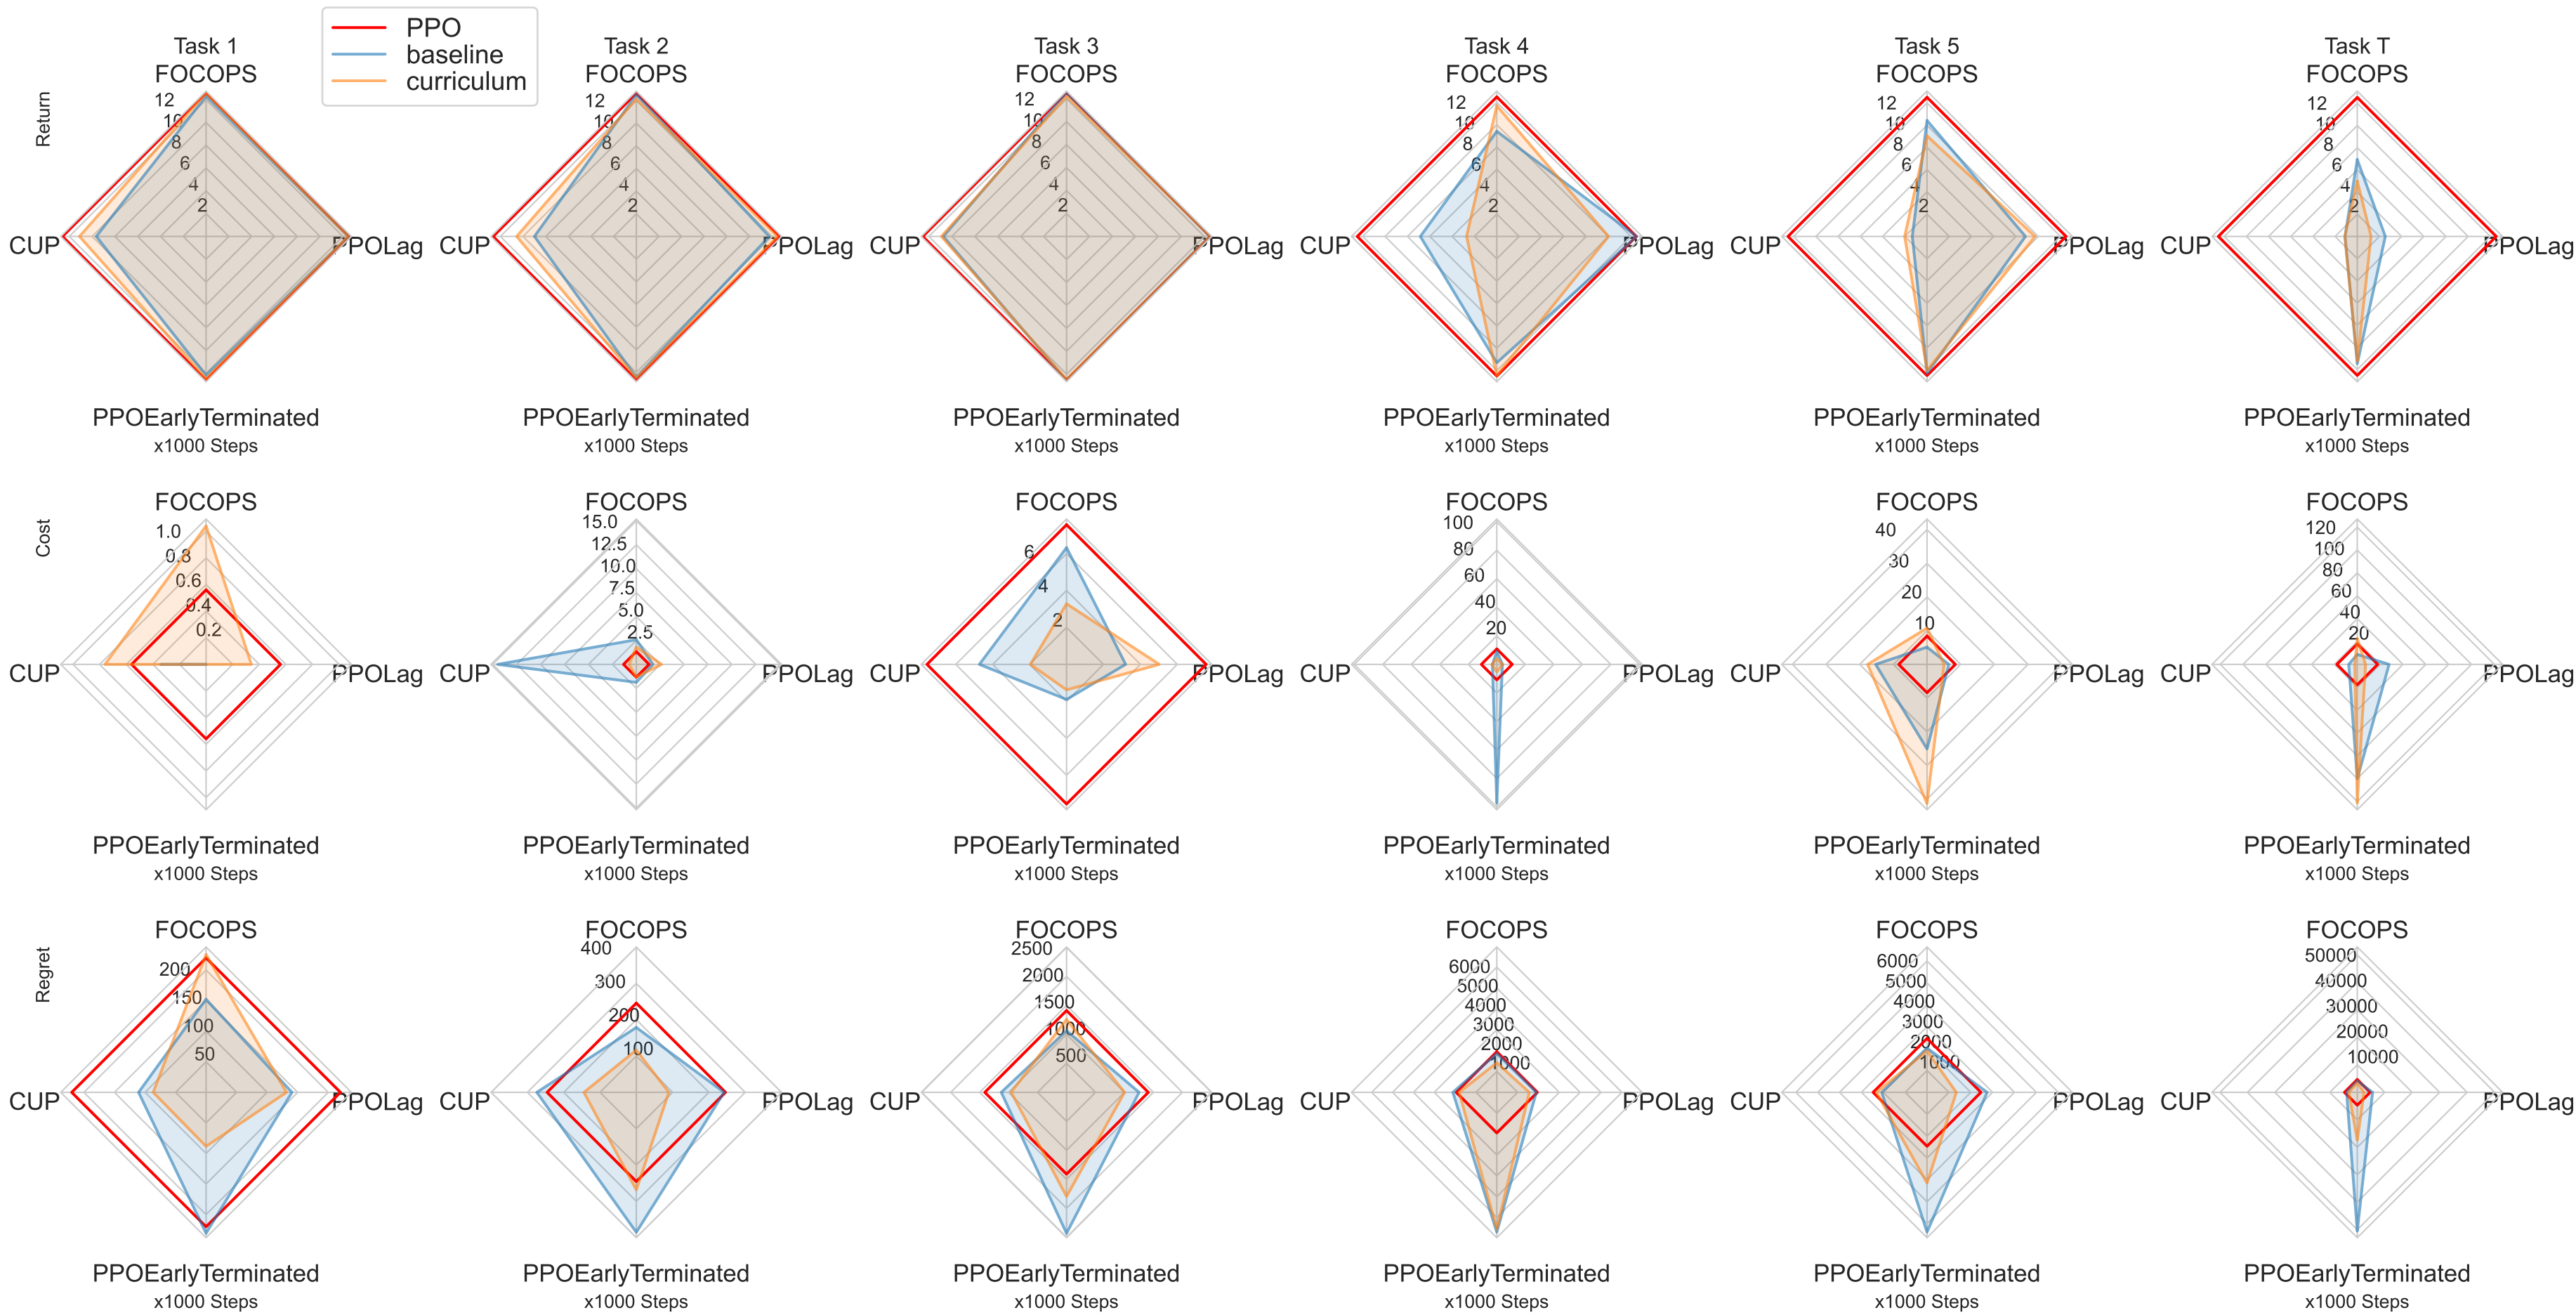 PPO
baseline
curriculum
Task 1
FOCOPS
Return
12
10
8
6
4
2
CUP
PPOLag
PPOEarlyTerminated
x1000 Steps
Task 2
FOCOPS
12
10
8
6
4
2
CUP
PPOLag
PPOEarlyTerminated
x1000 Steps
Task 3
FOCOPS
12
10
8
6
4
2
CUP
PPOLag
PPOEarlyTerminated
x1000 Steps
Task 4
FOCOPS
12
10
8
6
4
2
CUP
PPOLag
PPOEarlyTerminated
x1000 Steps
Task 5
FOCOPS
12
10
8
6
4
2
CUP
PPOLag
PPOEarlyTerminated
x1000 Steps
Task T
FOCOPS
12
10
8
6
4
2
CUP
PPOLag
PPOEarlyTerminated
x1000 Steps
Cost
FOCOPS
1.0
0.8
0.6
0.4
0.2
CUP
PPOLag
PPOEarlyTerminated
x1000 Steps
FOCOPS
15.0
12.5
10.0
7.5
5.0
2.5
CUP
PPOLag
PPOEarlyTerminated
x1000 Steps
FOCOPS
6
4
2
CUP
PPOLag
PPOEarlyTerminated
x1000 Steps
FOCOPS
100
80
60
40
20
CUP
PPOLag
PPOEarlyTerminated
x1000 Steps
FOCOPS
40
30
20
10
CUP
PPOLag
PPOEarlyTerminated
x1000 Steps
FOCOPS
120
100
80
60
40
20
CUP
PPOLag
PPOEarlyTerminated
x1000 Steps
Regret
FOCOPS
200
150
100
50
CUP
PPOLag
PPOEarlyTerminated
x1000 Steps
FOCOPS
400
300
200
100
CUP
PPOLag
PPOEarlyTerminated
x1000 Steps
FOCOPS
2500
2000
1500
1000
500
CUP
PPOLag
PPOEarlyTerminated
x1000 Steps
FOCOPS
6000
5000
4000
3000
2000
1000
CUP
PPOLag
PPOEarlyTerminated
x1000 Steps
FOCOPS
6000
5000
4000
3000
2000
1000
CUP
PPOLag
PPOEarlyTerminated
x1000 Steps
FOCOPS
50000
40000
30000
20000
10000
CUP
PPOLag
PPOEarlyTerminated
x1000 Steps